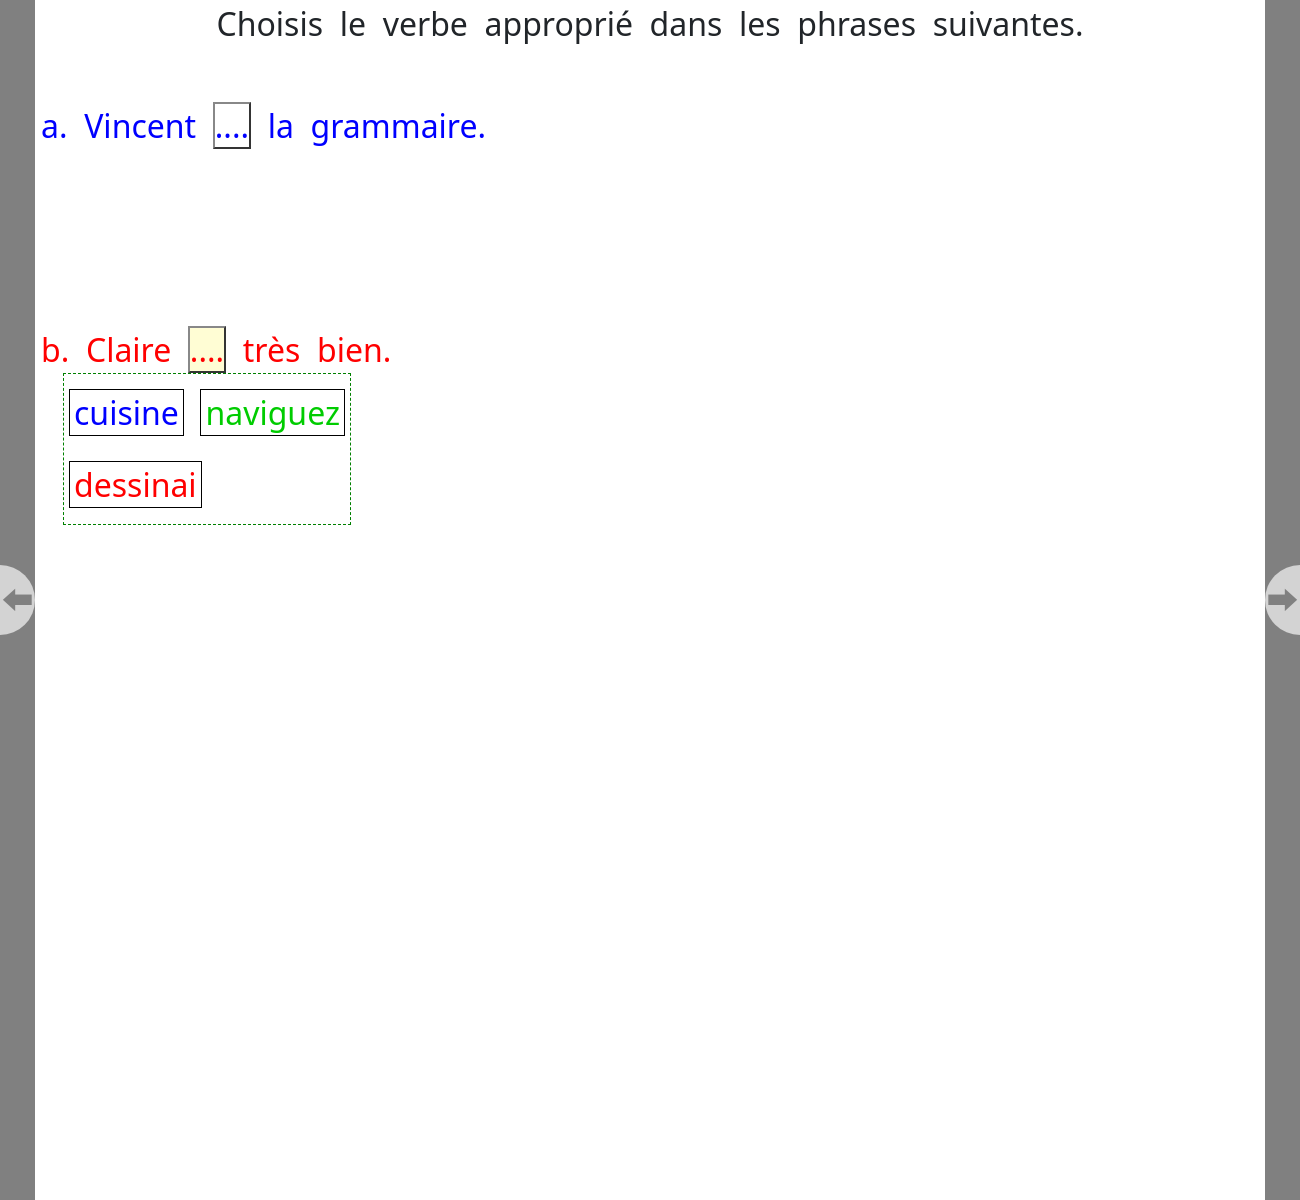 Choisis le verbe approprié dans les phrases suivantes.
a. Vincent .... la grammaire.
b. Claire .... très bien.
cuisine naviguez
dessinai